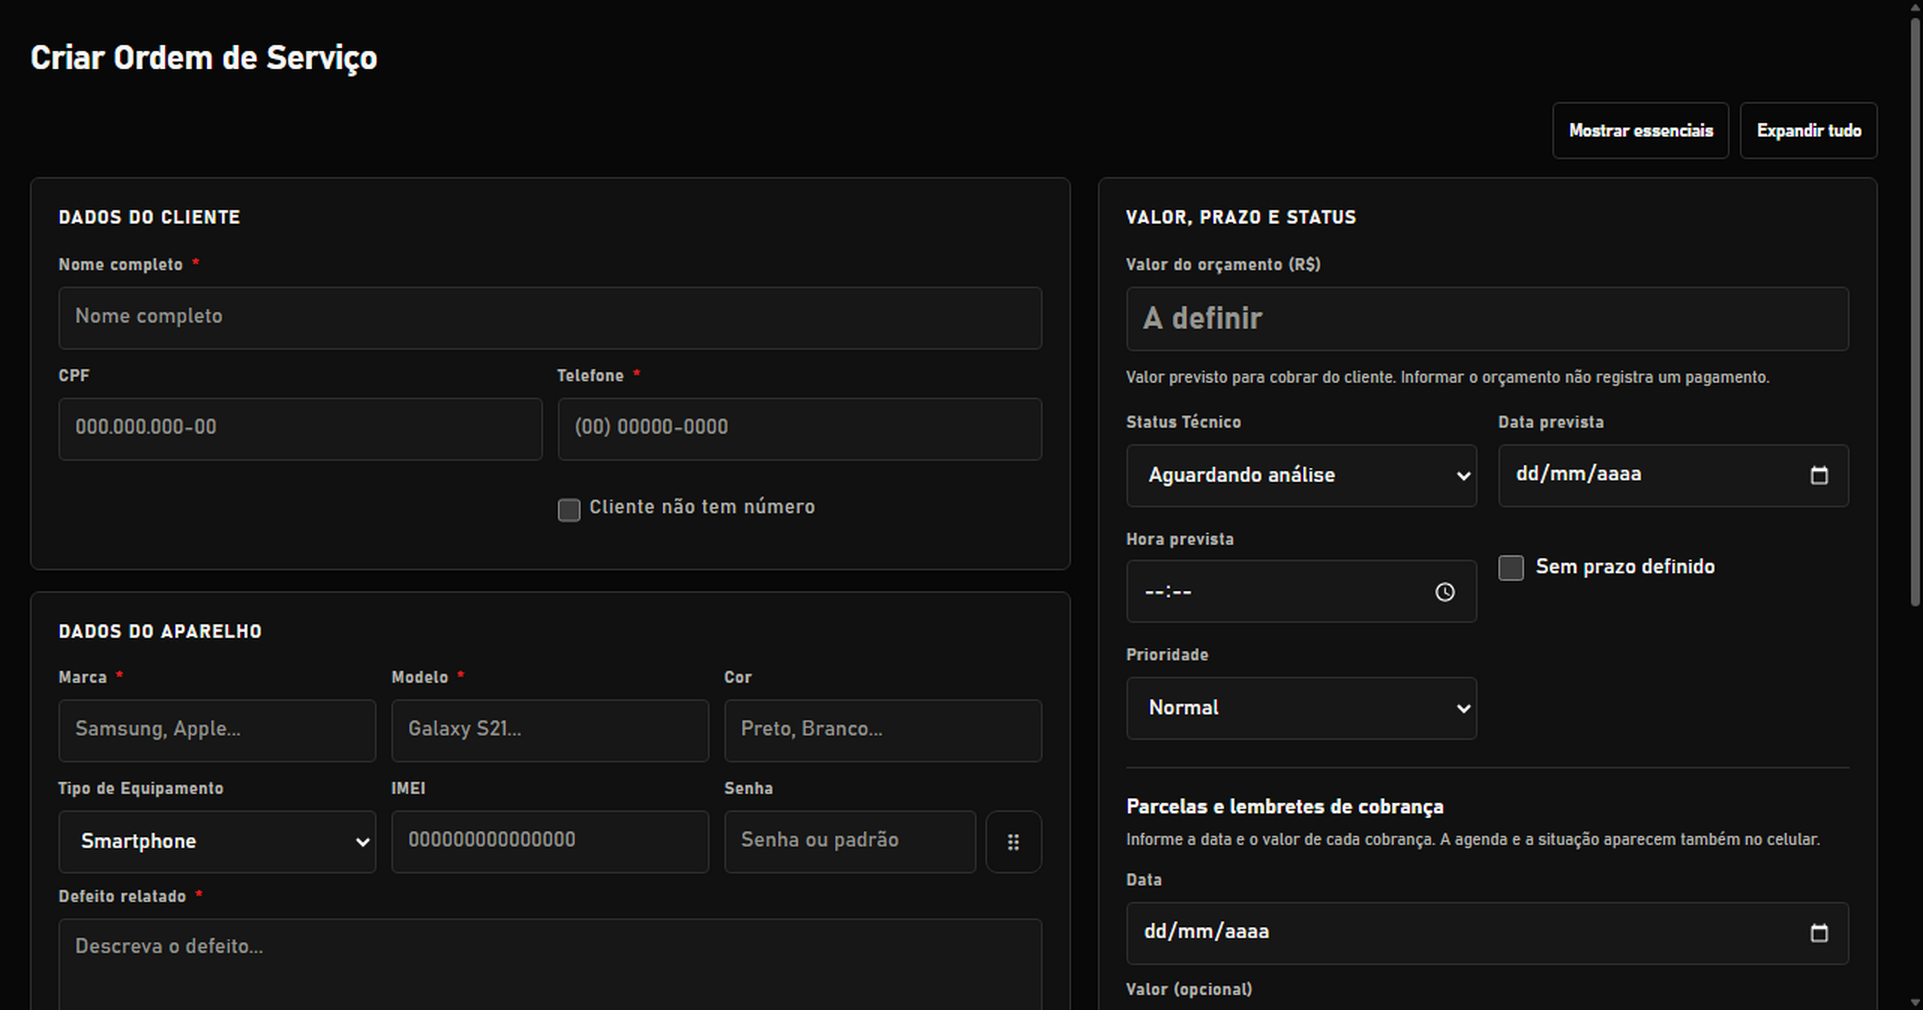 Criar Ordem de Serviço
Mostrar essenciais
Expandir tudo
DADOS DO CLIENTE
Nome completo *
Nome completo
CPF
Telefone *
000.000.000-00
(00) 00000-0000
Cliente não tem número
DADOS DO APARELHO
Marca *
Modelo *
Cor
Samsung, Apple...
Galaxy S21...
Preto, Branco...
Tipo de Equipamento
IMEI
Senha
Smartphone
000000000000000
Senha ou padrão
Defeito relatado *
Descreva o defeito...
VALOR, PRAZO E STATUS
Valor do orçamento (R$)
A definir
Valor previsto para cobrar do cliente. Informar o orçamento não registra um pagamento.
Status Técnico
Data prevista
Aguardando análise
dd/mm/aaaa
Hora prevista
--:--
Sem prazo definido
Prioridade
Normal
Parcelas e lembretes de cobrança
Informe a data e o valor de cada cobrança. A agenda e a situação aparecem também no celular.
Data
dd/mm/aaaa
Valor (opcional)